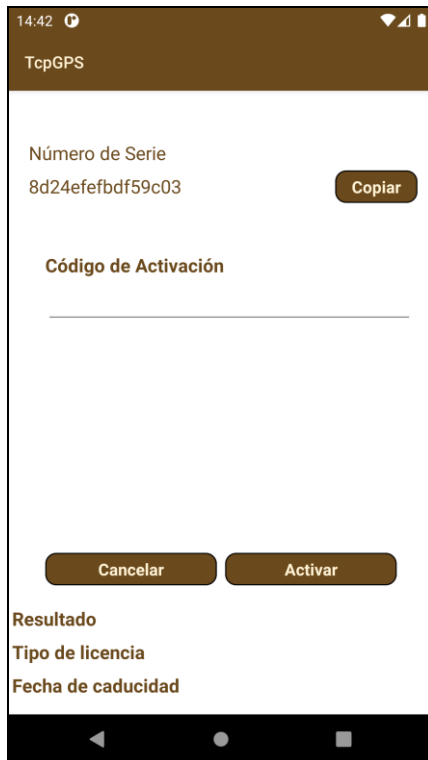 14:42
TcpGPS
Número de Serie
8d24efefbdf59c03
Copiar
Código de Activación
Cancelar
Activar
Resultado
Tipo de licencia
Fecha de caducidad